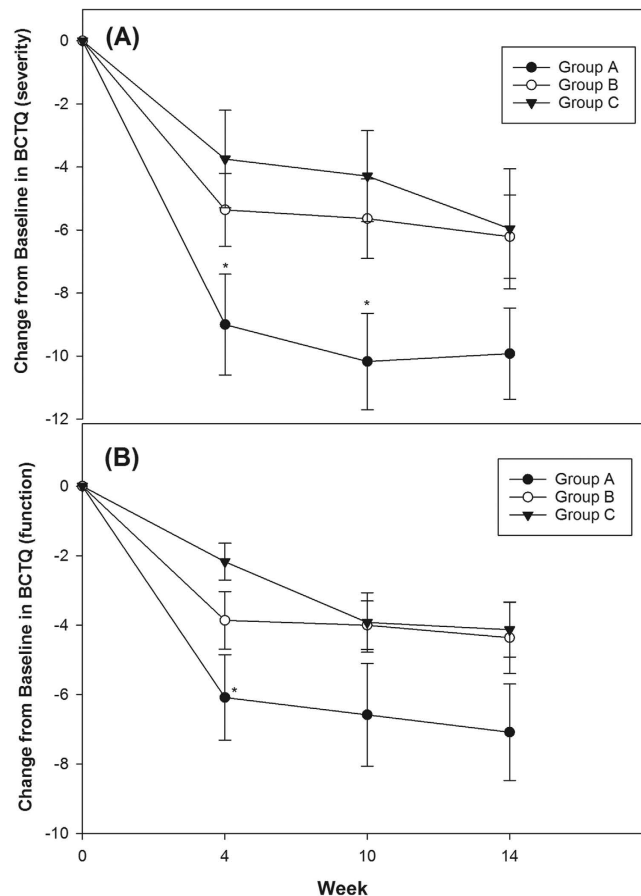 (A)
Group A
Group B
Group C
Change from Baseline in BCTQ (severity)
0
-2
-4
-6
-8
-10
-12
*
*
(B)
Group A
Group B
Group C
Change from Baseline in BCTQ (function)
0
-2
-4
-6
-8
-10
*
0 4 10 14
Week